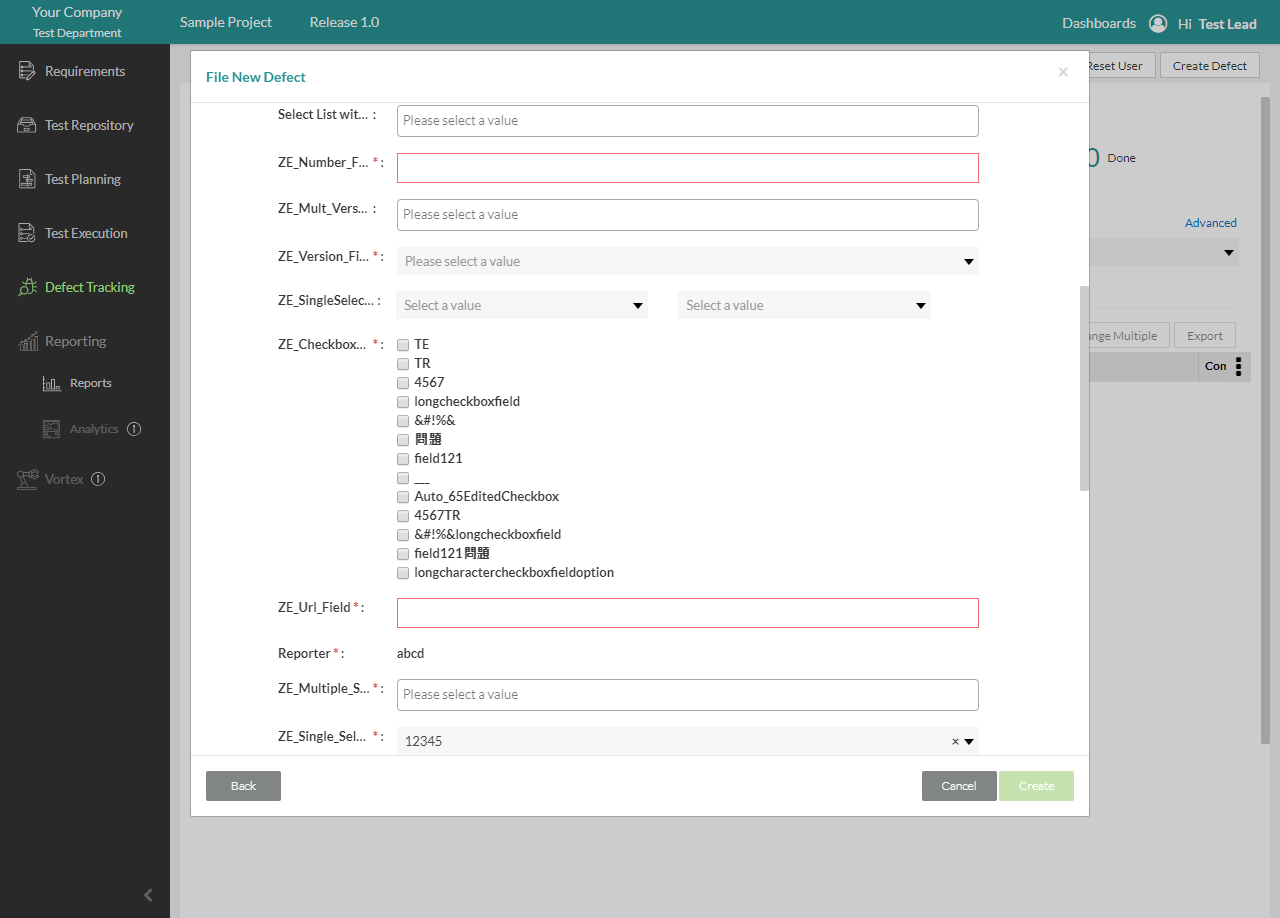 Your Company
Test Department
Sample Project
Release 1.0
Dashboards
Hi Test Lead
Requirements
Test Repository
Test Planning
Test Execution
Defect Tracking
Reporting
Reports
Analytics
Vortex
Reset User
Create Defect
Done
Advanced
Multiple
Export
Con
File New Defect
Select List wit... :
Please select a value
ZE_Number_F... * :
ZE_Mult_Vers... :
Please select a value
ZE_Version_Fi... * :
Please select a value
ZE_SingleSelec... :
Select a value
Select a value
ZE_Checkbox... * :
TE
TR
4567
longcheckboxfield
&#!%&
問題
field121
___
Auto_65EditedCheckbox
4567TR
&#!%&longcheckboxfield
field121問題
longcharactercheckboxfieldoption
ZE_Url_Field * :
Reporter * :
abcd
ZE_Multiple_S... * :
Please select a value
ZE_Single_Sel... * :
12345
Back
Cancel
Create